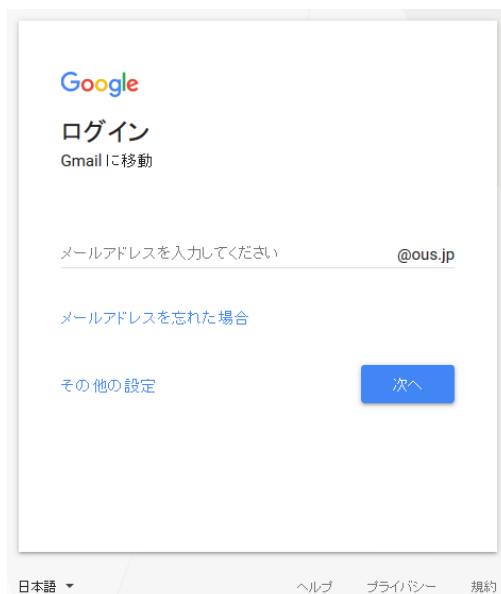 Google
ログイン
Gmail に移動
メールアドレスを入力してください @ous.jp
メールアドレスを忘れた場合
その他の設定 次へ
日本語 ヘルプ プライバシー 規約